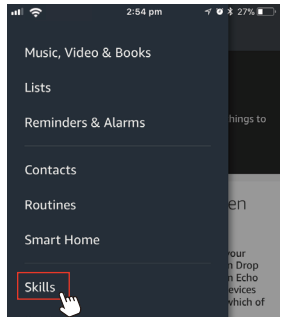 2:54 pm
27%
Music, Video & Books
Lists
Reminders & Alarms
hings to
Contacts
Routines
en
Smart Home
your
n Drop
n Echo
evices
which of
Skills